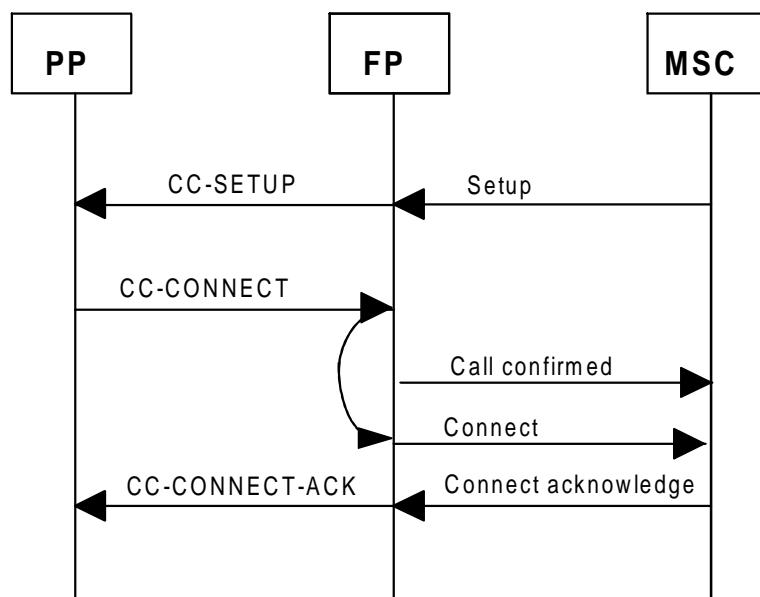 PP
FP
MSC
CC-SETUP
Setup
CC-CONNECT
Call confirmed
Connect
CC-CONNECT-ACK
Connect acknowledge